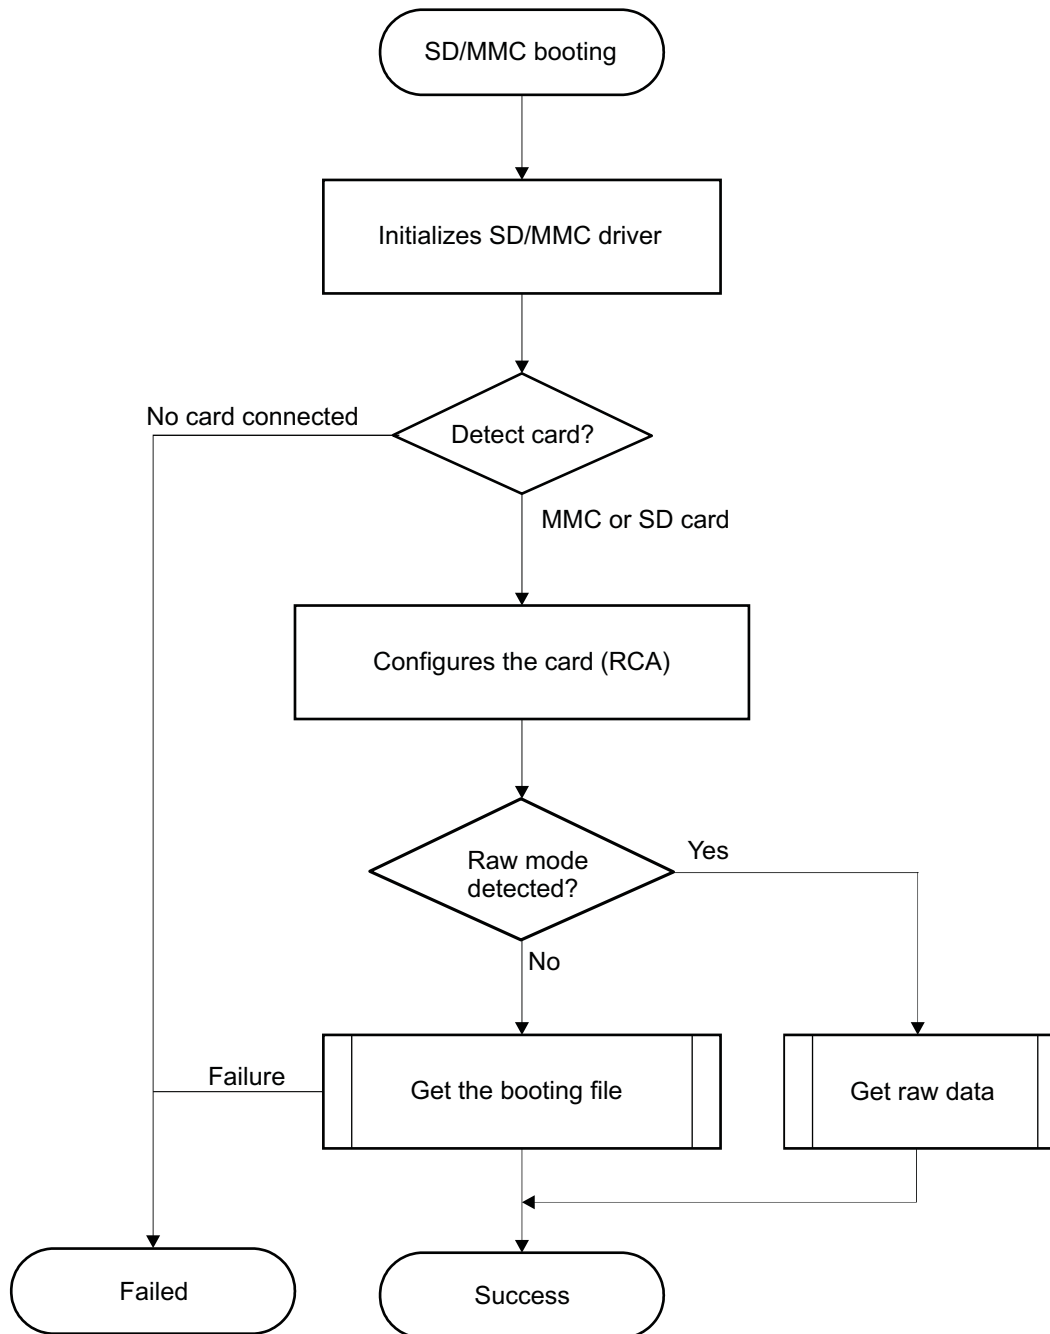 SD/MMC booting
Initializes SD/MMC driver
No card connected
Detect card?
MMC or SD card
Configures the card (RCA)
Raw mode
detected?
Yes
No
Failure
Get the booting file
Get raw data
Failed
Success